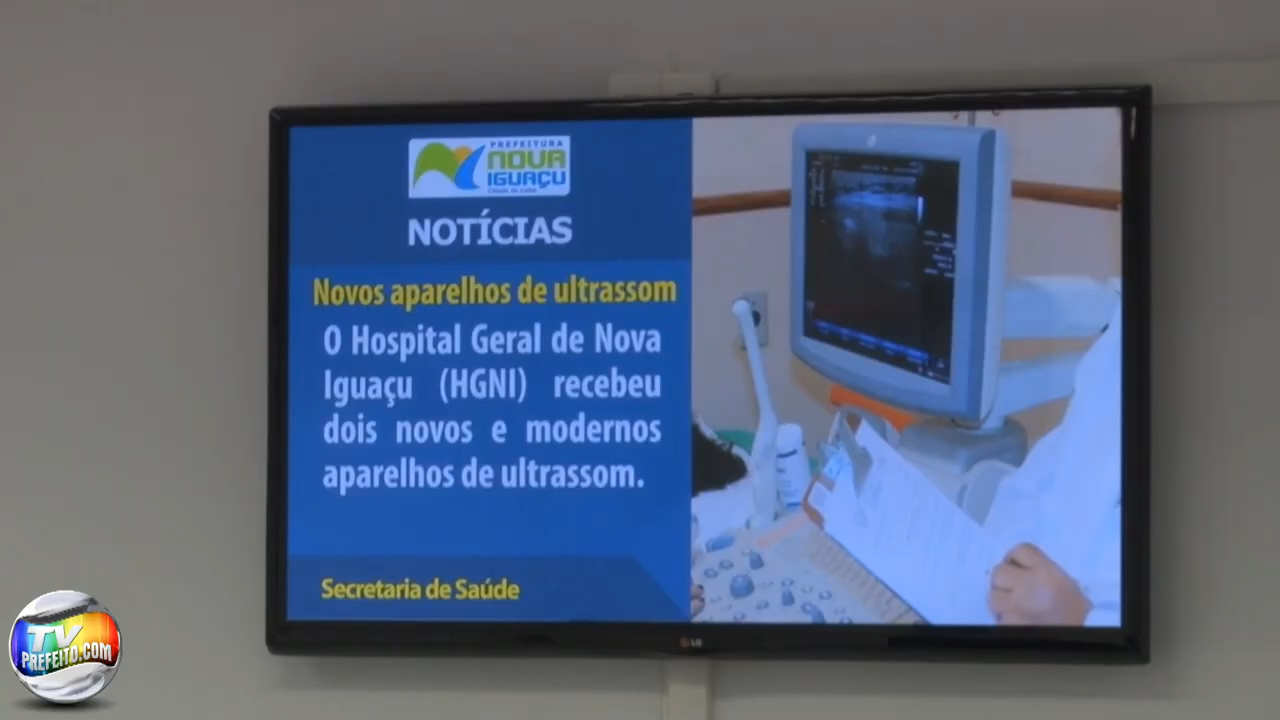 PREFEITURA
NOVA
IGUAÇU
NOTÍCIAS
Novos aparelhos de ultrassom
O Hospital Geral de Nova
Iguaçu (HGNI) recebeu
dois novos e modernos
aparelhos de ultrassom.
Secretaria de Saúde
LG
TV
PREFEITO.COM